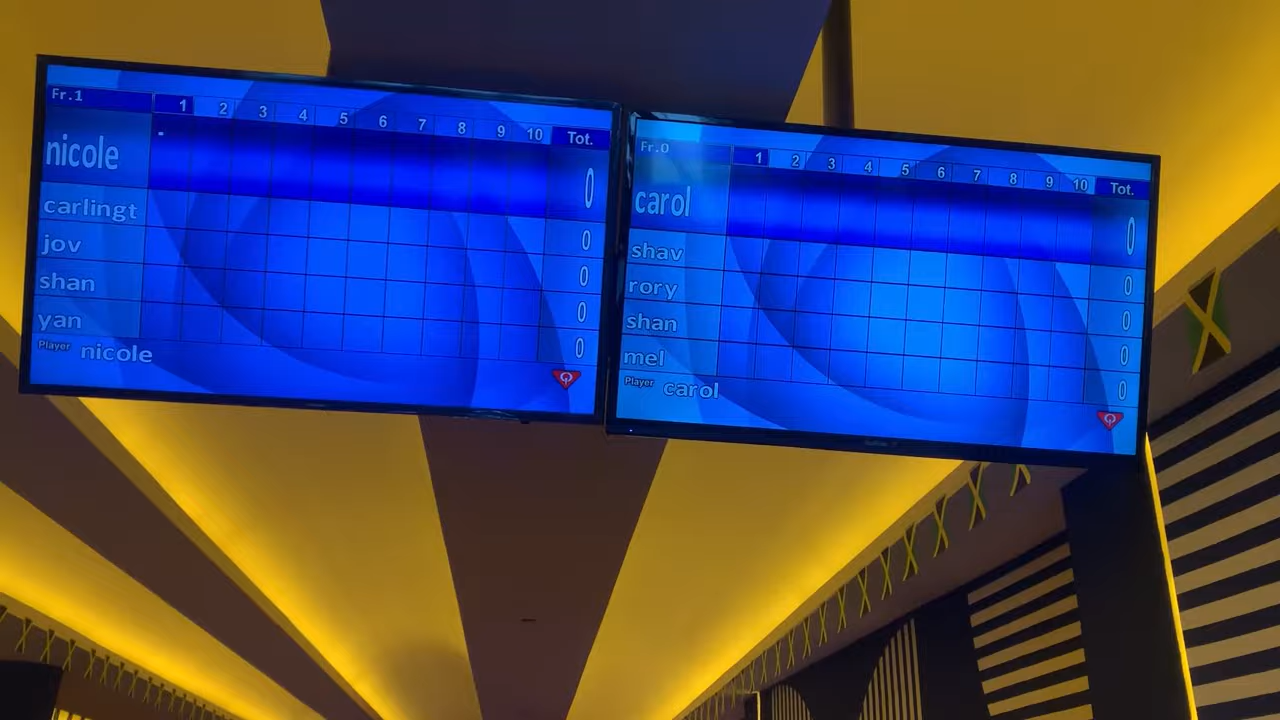 Fr.1 1 2 3 4 5 6 7 8 9 10 Tot.
nicole - 0
carlingt 0
jov 0
shan 0
yan 0
Player nicole
Fr.0 1 2 3 4 5 6 7 8 9 10 Tot.
carol 0
shav 0
rory 0
shan 0
mel 0
Player carol